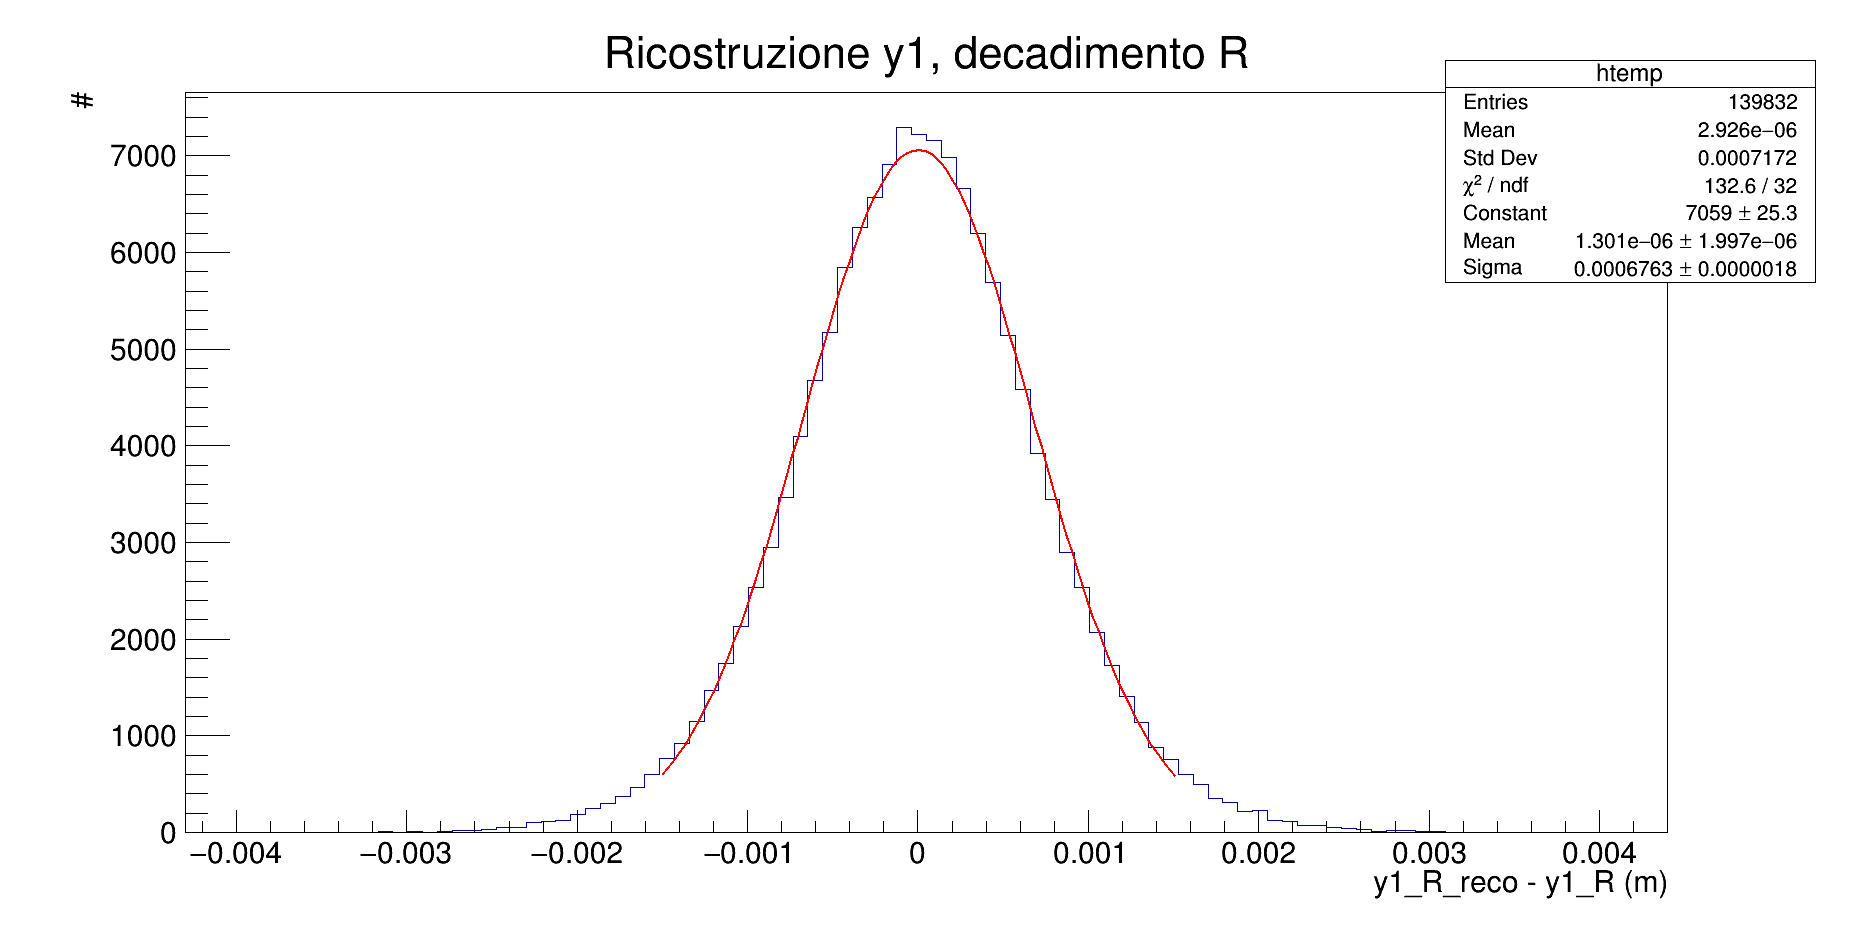 Ricostruzione y1, decadimento R
#
htemp
Entries 139832
Mean 2.926e−06
Std Dev 0.0007172
χ² / ndf 132.6 / 32
Constant 7059 ± 25.3
Mean 1.301e−06 ± 1.997e−06
Sigma 0.0006763 ± 0.0000018
7000
6000
5000
4000
3000
2000
1000
0
−0.004 −0.003 −0.002 −0.001 0 0.001 0.002 0.003 0.004
y1_R_reco - y1_R (m)